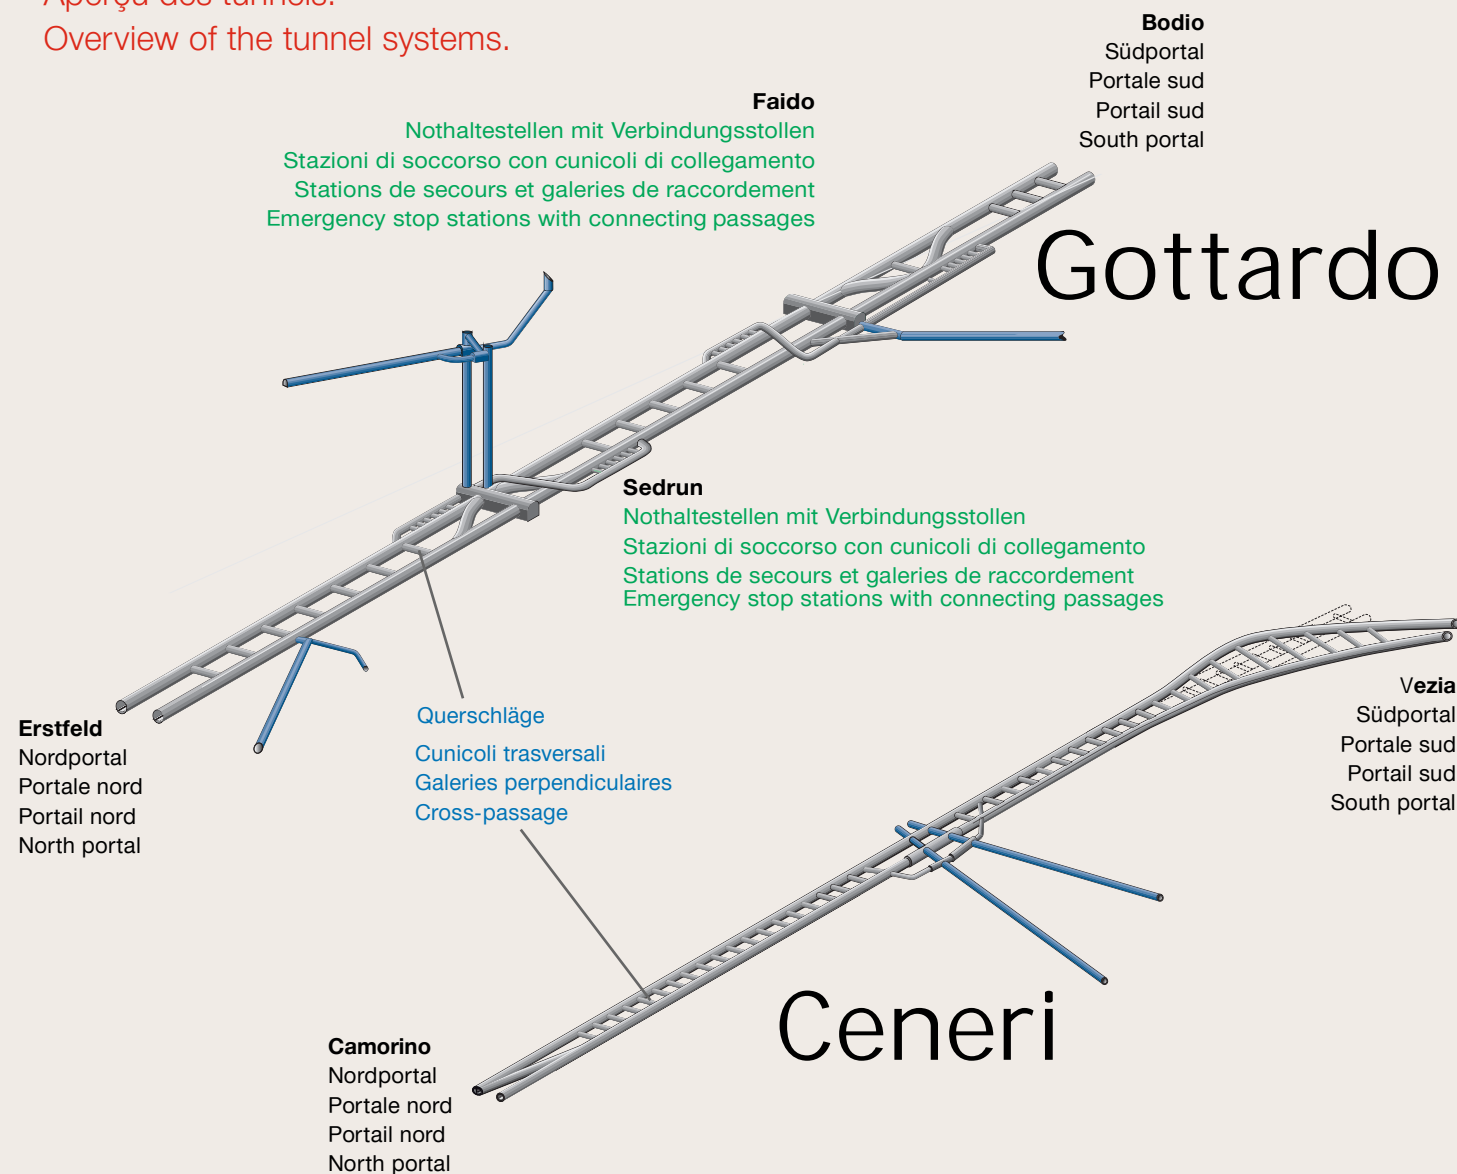 Aperçu des tunnels.
Overview of the tunnel systems.
Bodio
Südportal
Portale sud
Portail sud
South portal
Faido
Nothaltestellen mit Verbindungsstollen
Stazioni di soccorso con cunicoli di collegamento
Stations de secours et galeries de raccordement
Emergency stop stations with connecting passages
Gottardo
Sedrun
Nothaltestellen mit Verbindungsstollen
Stazioni di soccorso con cunicoli di collegamento
Stations de secours et galeries de raccordement
Emergency stop stations with connecting passages
Erstfeld
Nordportal
Portale nord
Portail nord
North portal
Querschläge
Cunicoli trasversali
Galeries perpendiculaires
Cross-passage
Vezia
Südportal
Portale sud
Portail sud
South portal
Ceneri
Camorino
Nordportal
Portale nord
Portail nord
North portal